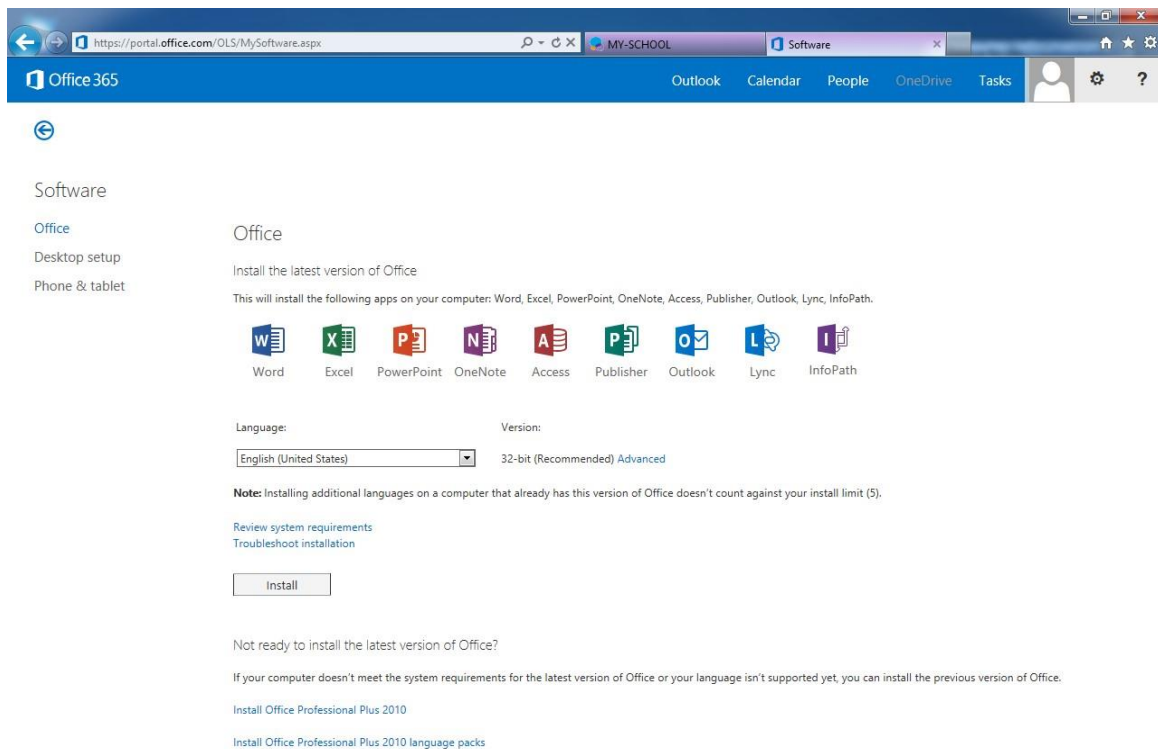 https://portal.office.com/OLS/MySoftware.aspx MY-SCHOOL Software
Office 365 Outlook Calendar People OneDrive Tasks ?
Software
Office
Desktop setup
Phone & tablet
Office
Install the latest version of Office
This will install the following apps on your computer: Word, Excel, PowerPoint, OneNote, Access, Publisher, Outlook, Lync, InfoPath.
Word Excel PowerPoint OneNote Access Publisher Outlook Lync InfoPath
Language: Version:
English (United States) 32-bit (Recommended) Advanced
Note: Installing additional languages on a computer that already has this version of Office doesn't count against your install limit (5).
Review system requirements
Troubleshoot installation
Install
Not ready to install the latest version of Office?
If your computer doesn't meet the system requirements for the latest version of Office or your language isn't supported yet, you can install the previous version of Office.
Install Office Professional Plus 2010
Install Office Professional Plus 2010 language packs